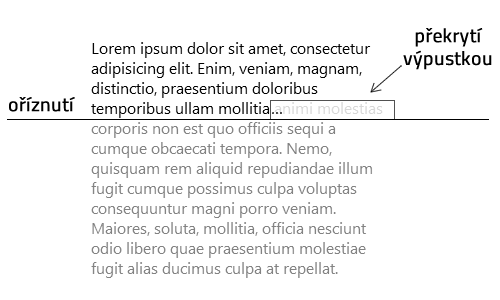 překrytí
výpustkou
Lorem ipsum dolor sit amet, consectetur
adipisicing elit. Enim, veniam, magnam,
distinctio, praesentium doloribus
oříznutí
temporibus ullam mollitia... animi molestias
corporis non est quo officiis sequi a
cumque obcaecati tempora. Nemo,
quisquam rem aliquid repudiandae illum
fugit cumque possimus culpa voluptas
consequuntur magni porro veniam.
Maiores, soluta, mollitia, officia nesciunt
odio libero quae praesentium molestiae
fugit alias ducimus culpa at repellat.